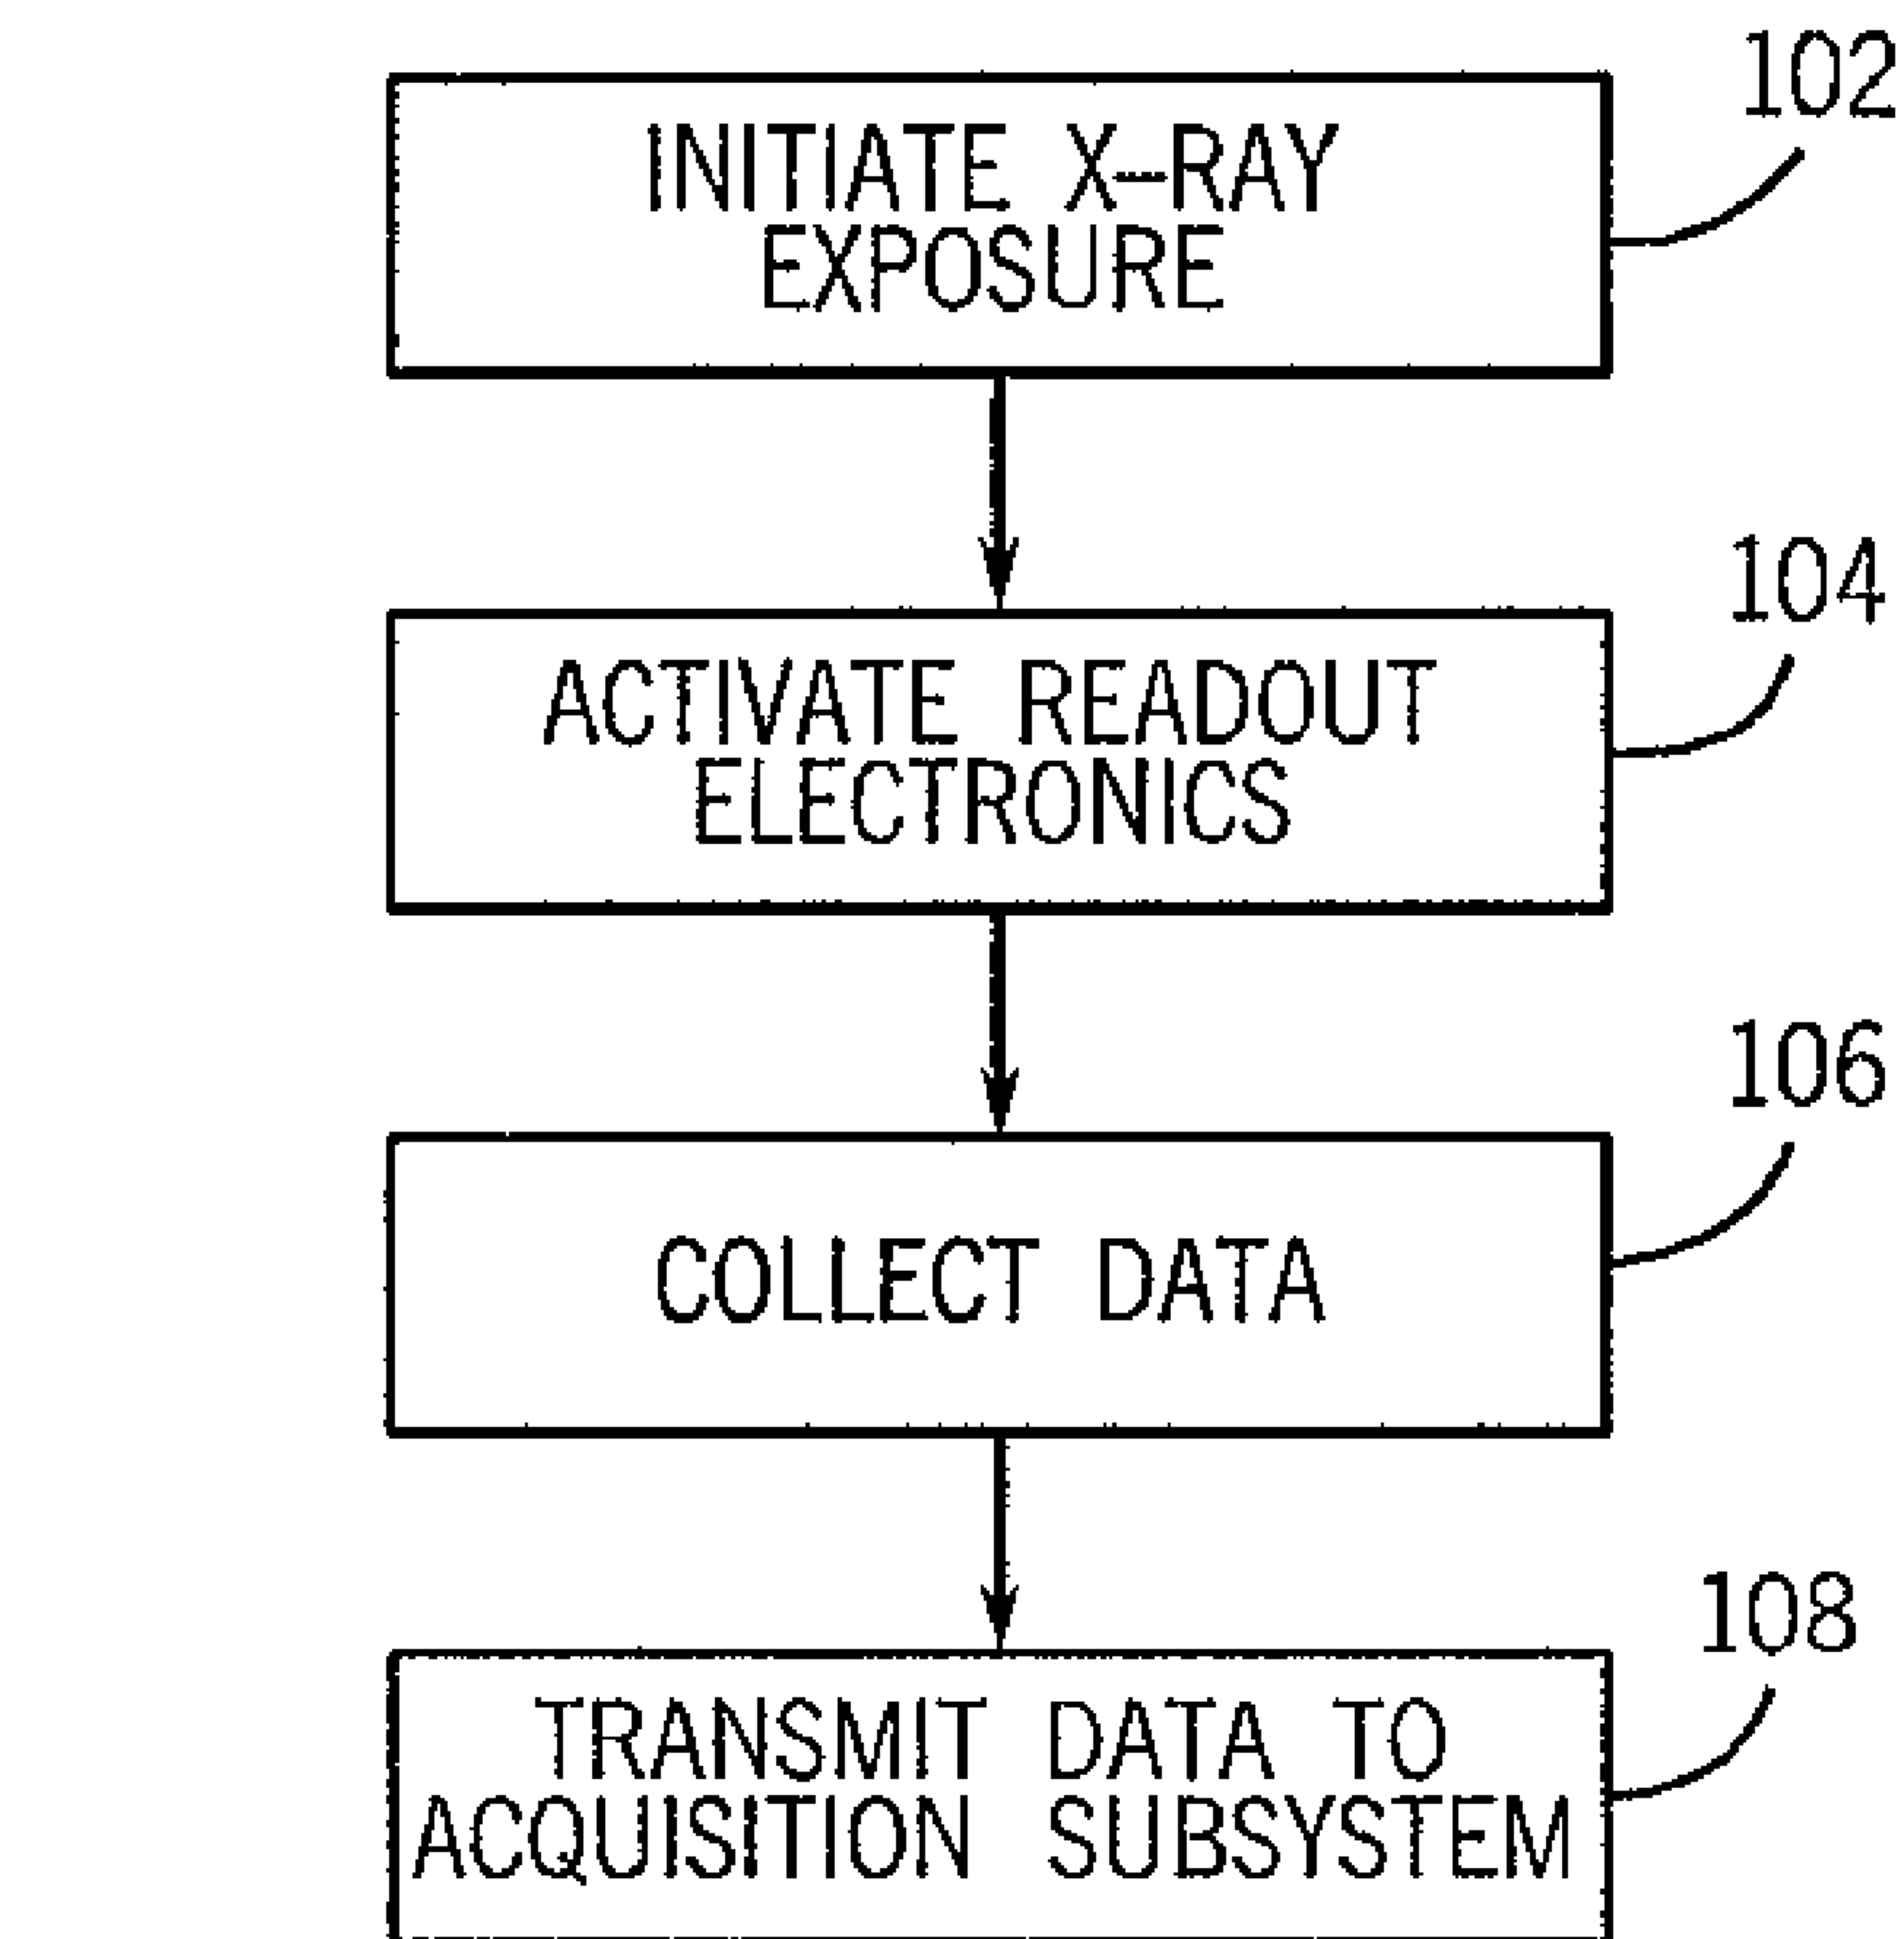 102
INITIATE X-RAY
EXPOSURE
104
ACTIVATE READOUT
ELECTRONICS
106
COLLECT DATA
108
TRANSMIT DATA TO
ACQUISITION SUBSYSTEM